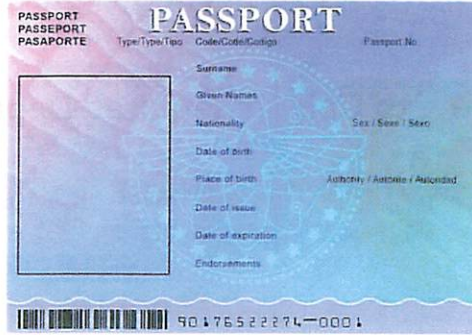 PASSPORT PASSPORT
PASSEPORT
PASAPORTE Type/Type/Tipo Code/Code/Codigo Passport No.
Surname
Given Names
Nationality Sex / Sexe / Sexo
Date of birth
Place of birth Authority / Autorite / Autoridad
Date of issue
Date of expiration
Endorsements
90176522274-0001